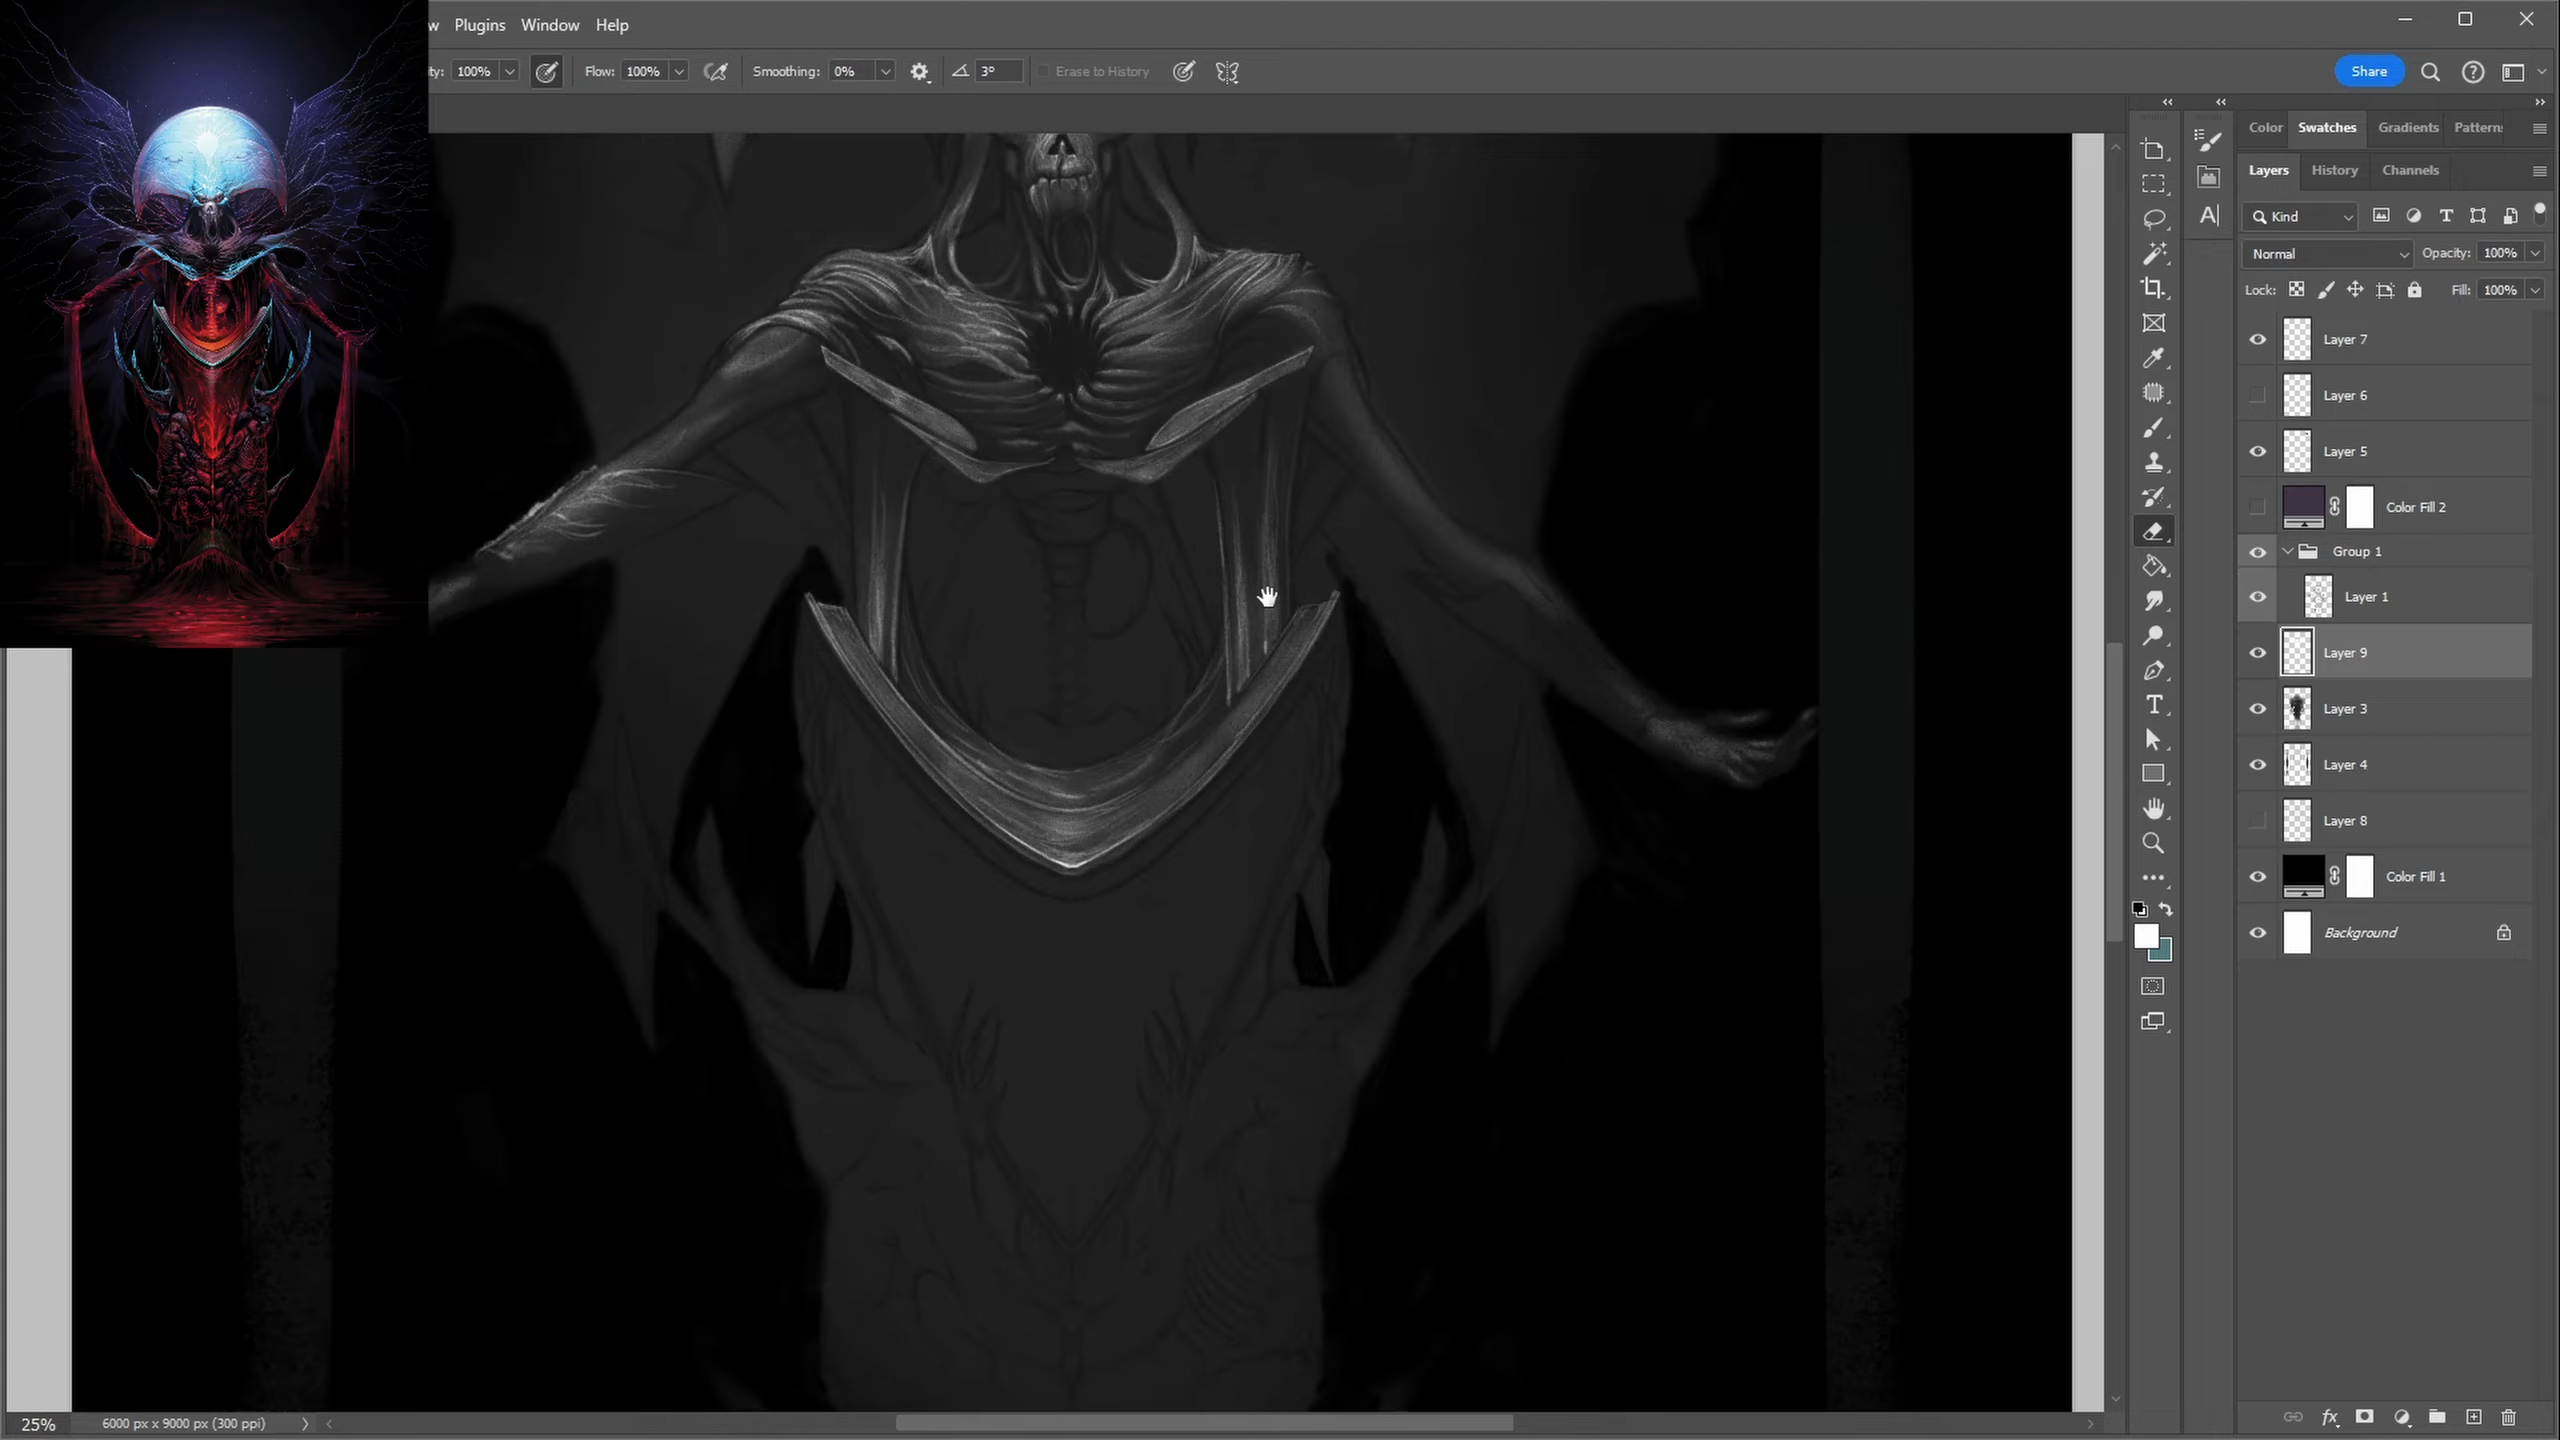 w Plugins Window Help
ty: 100% Flow: 100% Smoothing: 0% 3° Erase to History Share
Color Swatches Gradients Pattern
Layers History Channels
Kind
Normal Opacity: 100%
Lock: Fill: 100%
Layer 7
Layer 6
Layer 5
Color Fill 2
Group 1
Layer 1
Layer 9
Layer 3
Layer 4
Layer 8
Color Fill 1
Background
25% 6000 px x 9000 px (300 ppi)